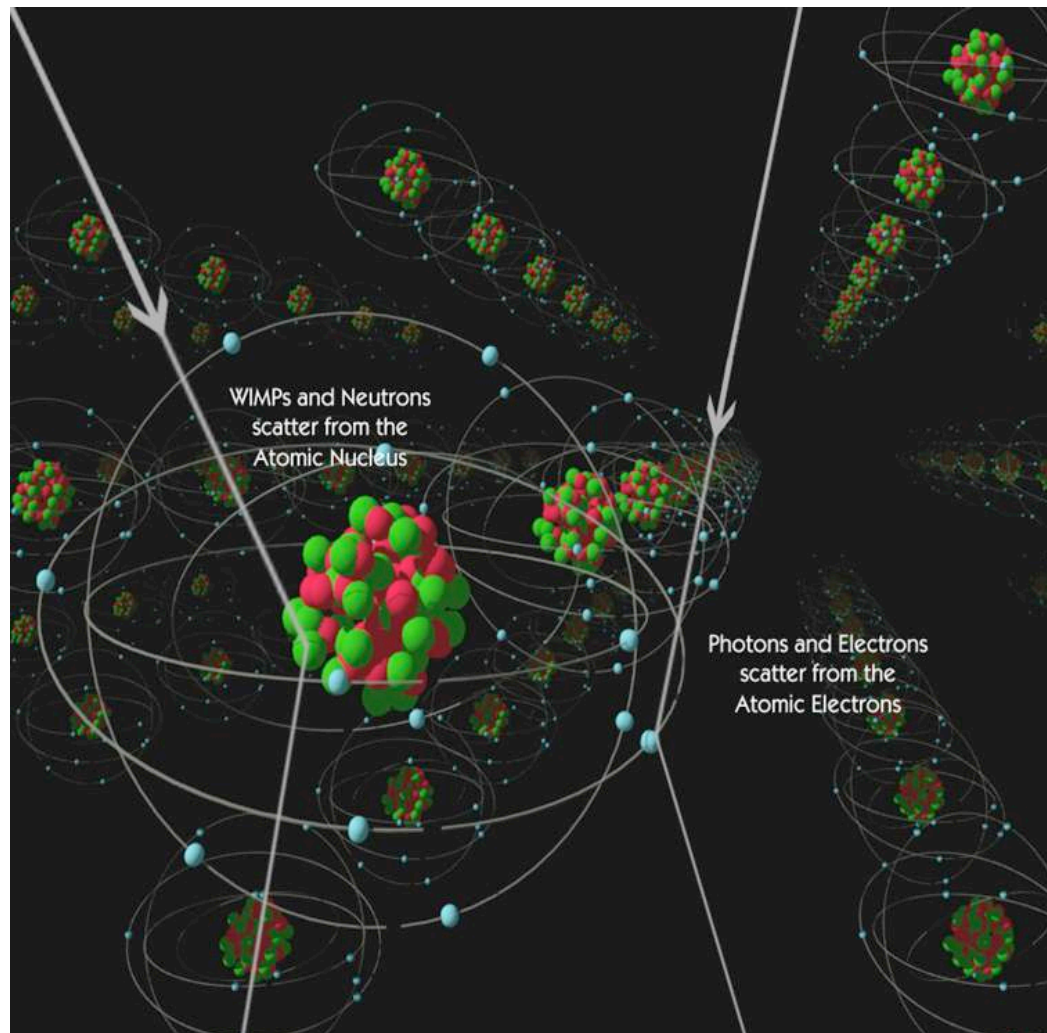 WIMPs and Neutrons
scatter from the
Atomic Nucleus
Photons and Electrons
scatter from the
Atomic Electrons